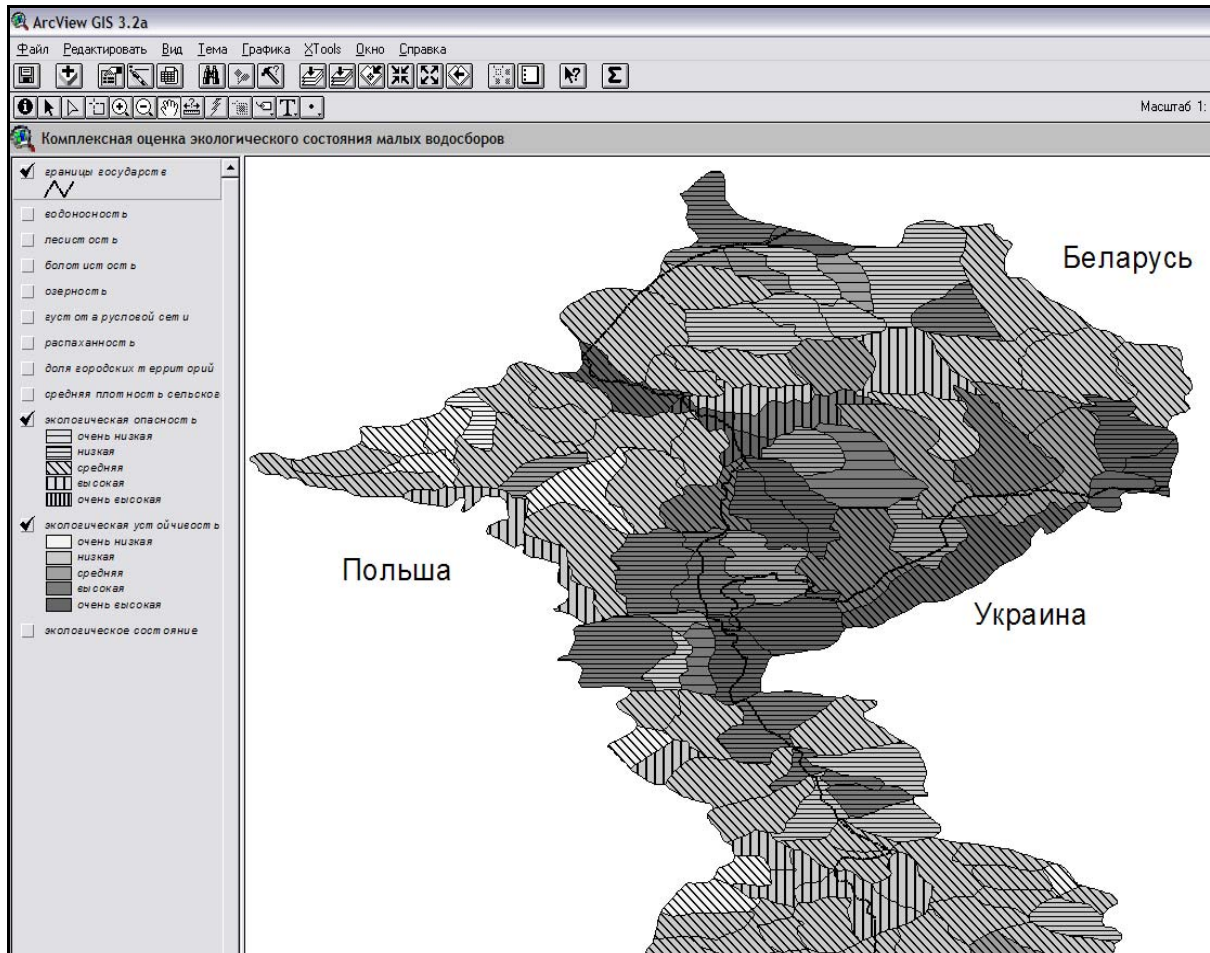 ArcView GIS 3.2a
Файл Редактировать Вид Тема Графика XTools Окно Справка
Масштаб 1:
Комплексная оценка экологического состояния малых водосборов
границы государств
водоносность
лесистость
болотистость
озерность
густота русловой сети
распаханность
доля городских территорий
средняя плотность сельског
экологическая опасность
очень низкая
низкая
средняя
высокая
очень высокая
экологическая устойчивость
очень низкая
низкая
средняя
высокая
очень высокая
экологическое состояние
Беларусь
Польша
Украина